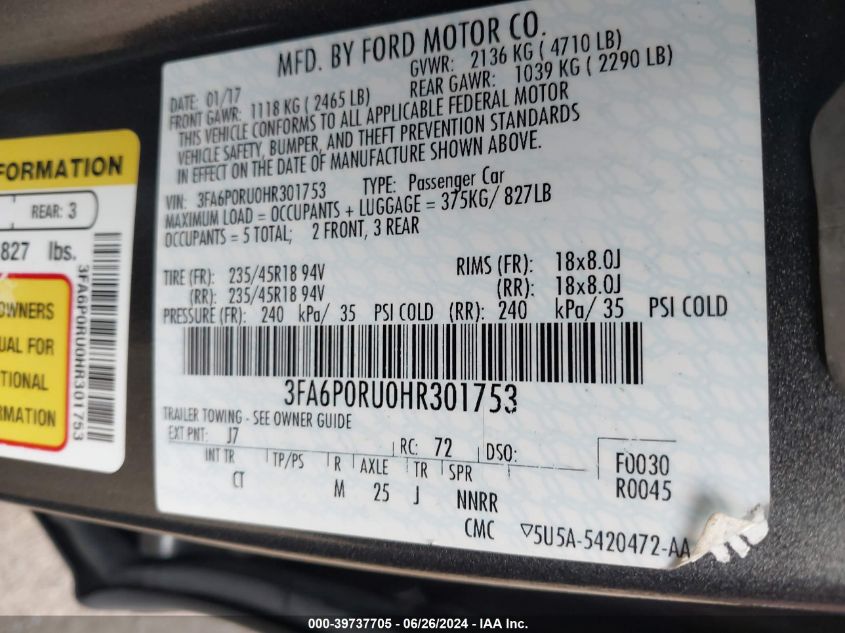 MFD. BY FORD MOTOR CO.
DATE: 01/17 GVWR: 2136 KG ( 4710 LB)
FRONT GAWR: 1118 KG ( 2465 LB) REAR GAWR: 1039 KG ( 2290 LB)
THIS VEHICLE CONFORMS TO ALL APPLICABLE FEDERAL MOTOR
VEHICLE SAFETY, BUMPER, AND THEFT PREVENTION STANDARDS
IN EFFECT ON THE DATE OF MANUFACTURE SHOWN ABOVE.
VIN: 3FA6P0RU0HR301753 TYPE: Passenger Car
MAXIMUM LOAD = OCCUPANTS + LUGGAGE = 375KG/ 827LB
OCCUPANTS = 5 TOTAL; 2 FRONT, 3 REAR
TIRE (FR): 235/45R18 94V RIMS (FR): 18x8.0J
(RR): 235/45R18 94V (RR): 18x8.0J
PRESSURE (FR): 240 kPa/ 35 PSI COLD (RR): 240 kPa/ 35 PSI COLD
3FA6P0RU0HR301753
TRAILER TOWING - SEE OWNER GUIDE
EXT PNT: J7 RC: 72 DSO:
INT TR TP/PS R AXLE TR SPR F0030
CT M 25 J NNRR R0045
CMC ▽5U5A-5420472-AA
FORMATION
REAR: 3
827 lbs.
3FA6P0RU0HR301753
OWNERS
UAL FOR
TIONAL
RMATION
000-39737705 / 06/26/2024 - IAA Inc.